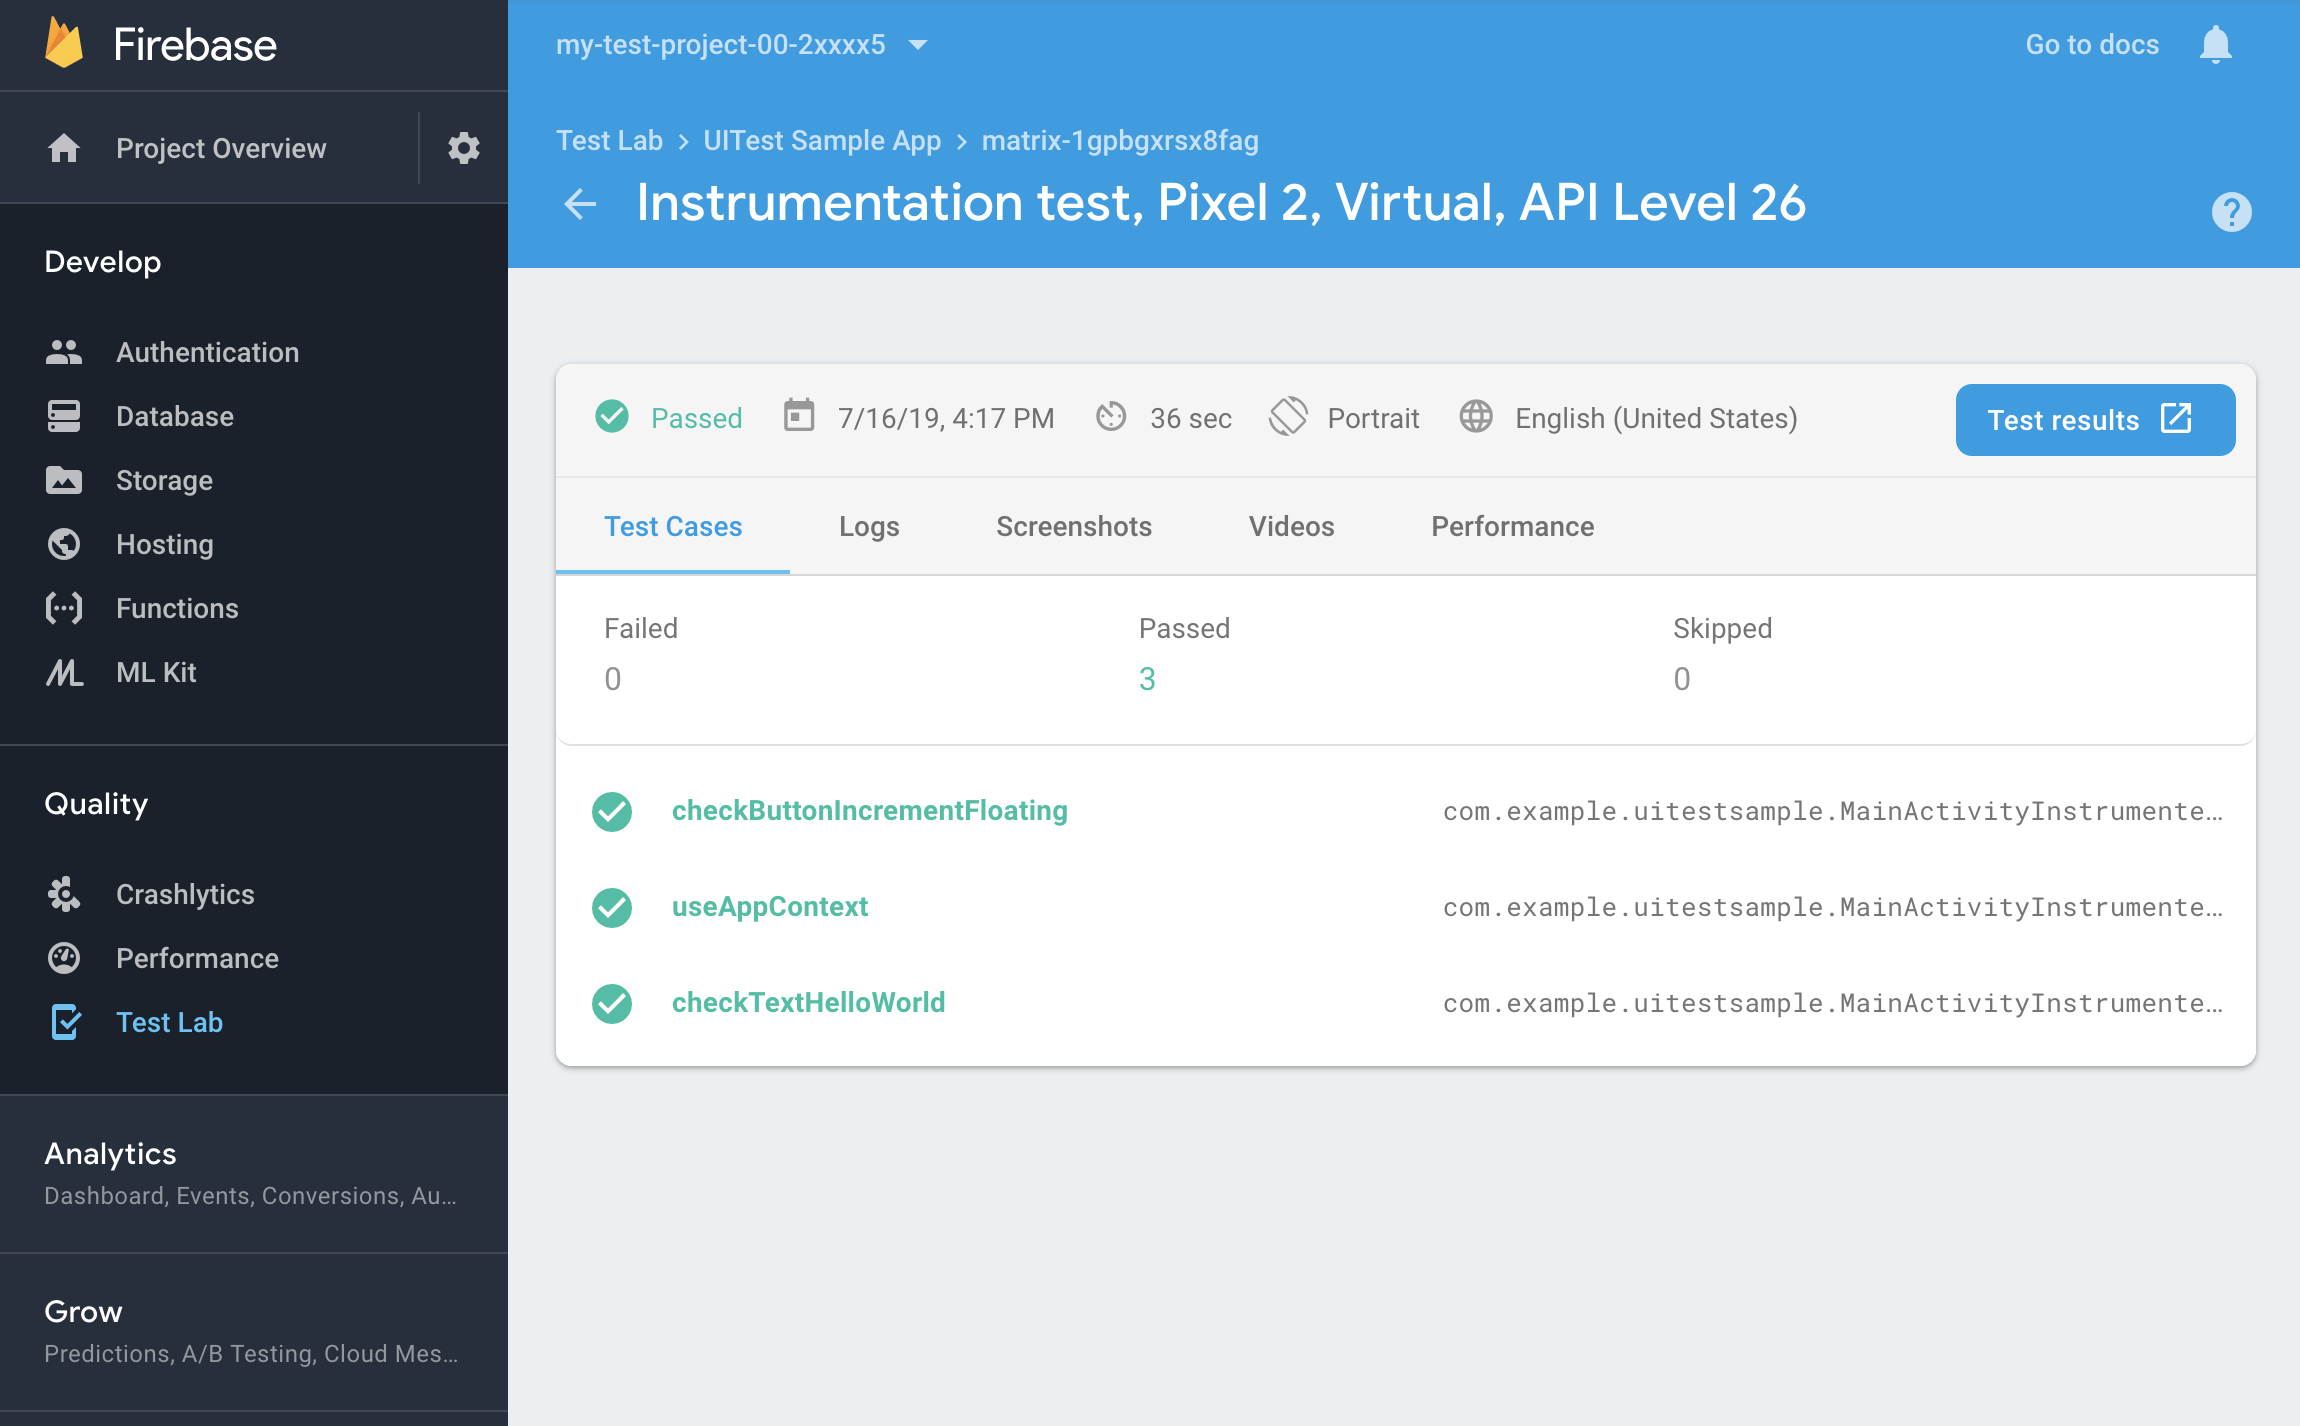 Firebase
Project Overview
Develop
Authentication
Database
Storage
Hosting
Functions
ML Kit
Quality
Crashlytics
Performance
Test Lab
Analytics
Dashboard, Events, Conversions, Au...
Grow
Predictions, A/B Testing, Cloud Mes...
my-test-project-00-2xxxx5
Go to docs
Test Lab > UITest Sample App > matrix-1gpbgxrsx8fag
Instrumentation test, Pixel 2, Virtual, API Level 26
?
Passed 7/16/19, 4:17 PM 36 sec Portrait English (United States) Test results
Test Cases Logs Screenshots Videos Performance
Failed Passed Skipped
0 3 0
checkButtonIncrementFloating com.example.uitestsample.MainActivityInstrumente...
useAppContext com.example.uitestsample.MainActivityInstrumente...
checkTextHelloWorld com.example.uitestsample.MainActivityInstrumente...